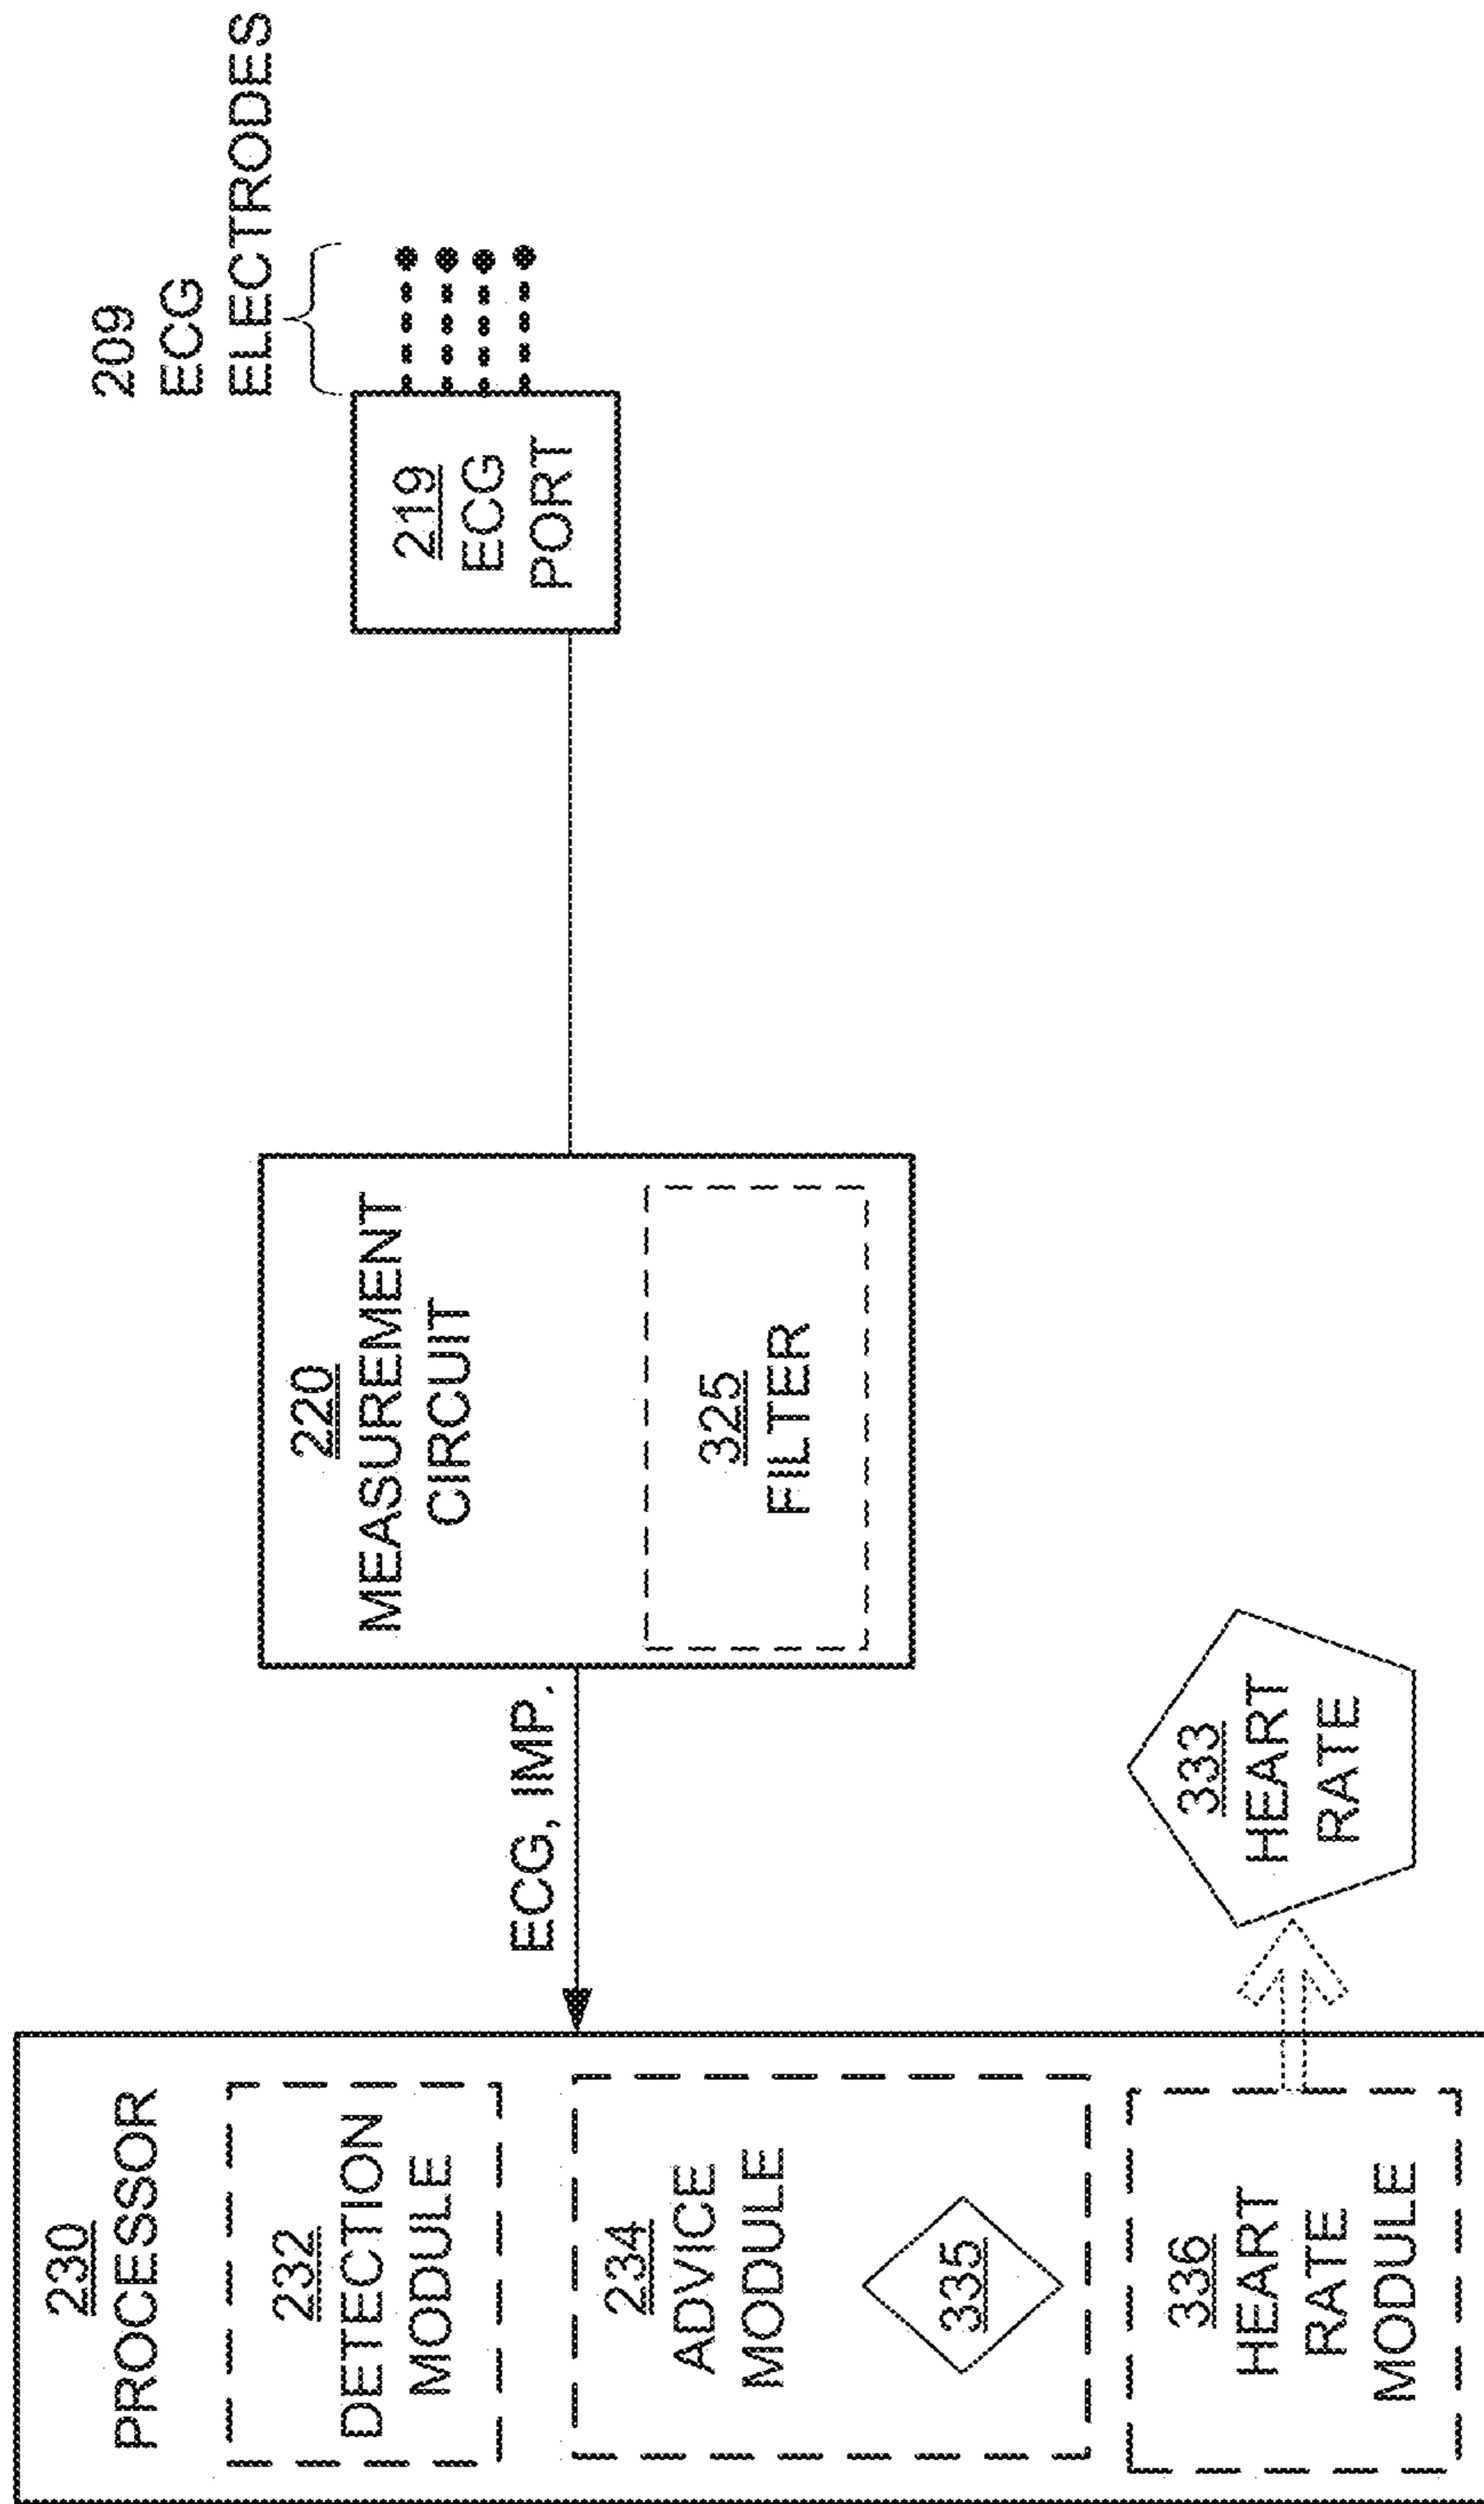 230
PROCESSOR
232
DETECTION
MODULE
234
ADVICE
MODULE
335
336
HEART
RATE
MODULE
ECG, IMP.
333
HEART
RATE
220
MEASUREMENT
CIRCUIT
325
FILTER
219
ECG
PORT
209
ECG
ELECTRODES